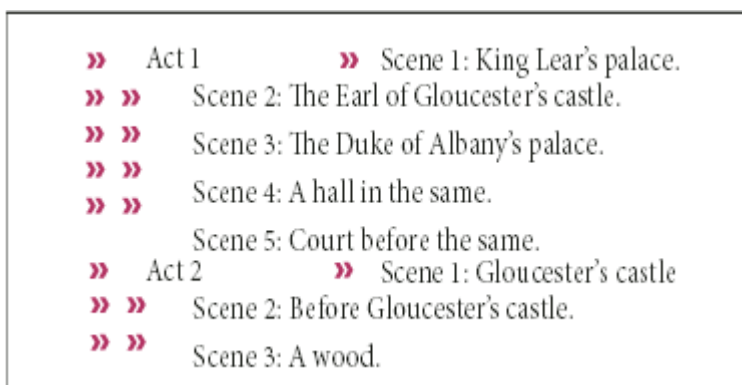 » Act 1 » Scene 1: King Lear's palace.
» » Scene 2: The Earl of Gloucester's castle.
» » Scene 3: The Duke of Albany's palace.
» » Scene 4: A hall in the same.
» » Scene 5: Court before the same.
» Act 2 » Scene 1: Gloucester's castle
» » Scene 2: Before Gloucester's castle.
» » Scene 3: A wood.